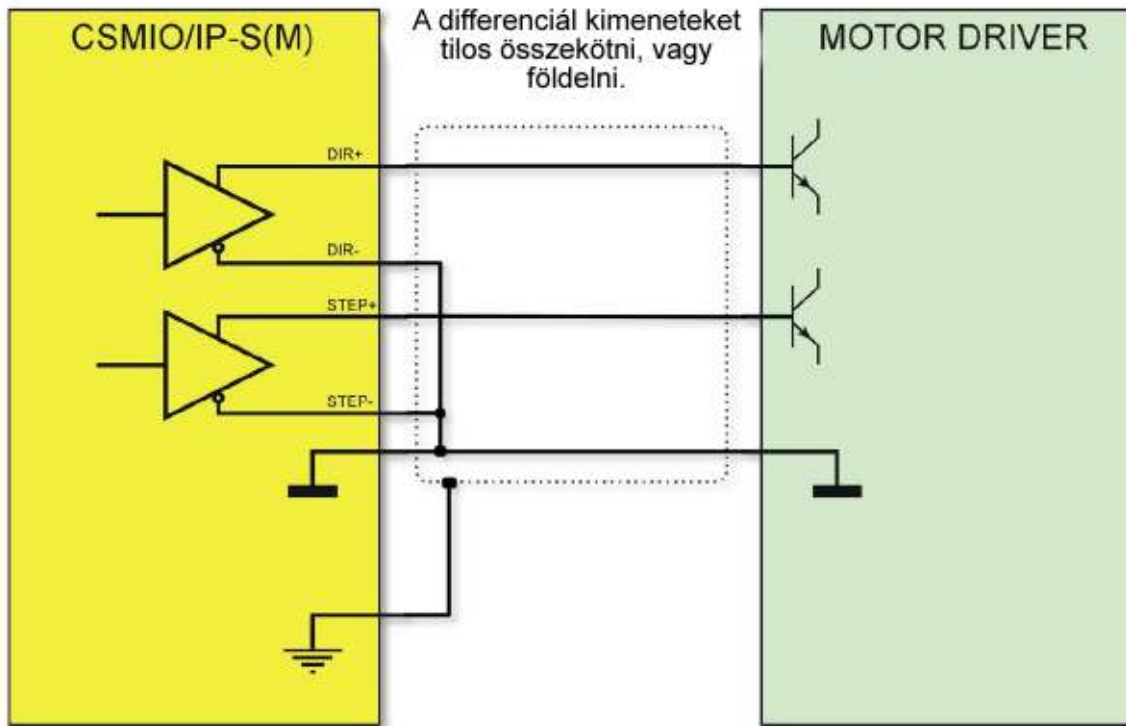 CSMIO/IP-S(M)
A differenciál kimeneteket
tilos összekötni, vagy
földelni.
MOTOR DRIVER
DIR+
DIR-
STEP+
STEP-